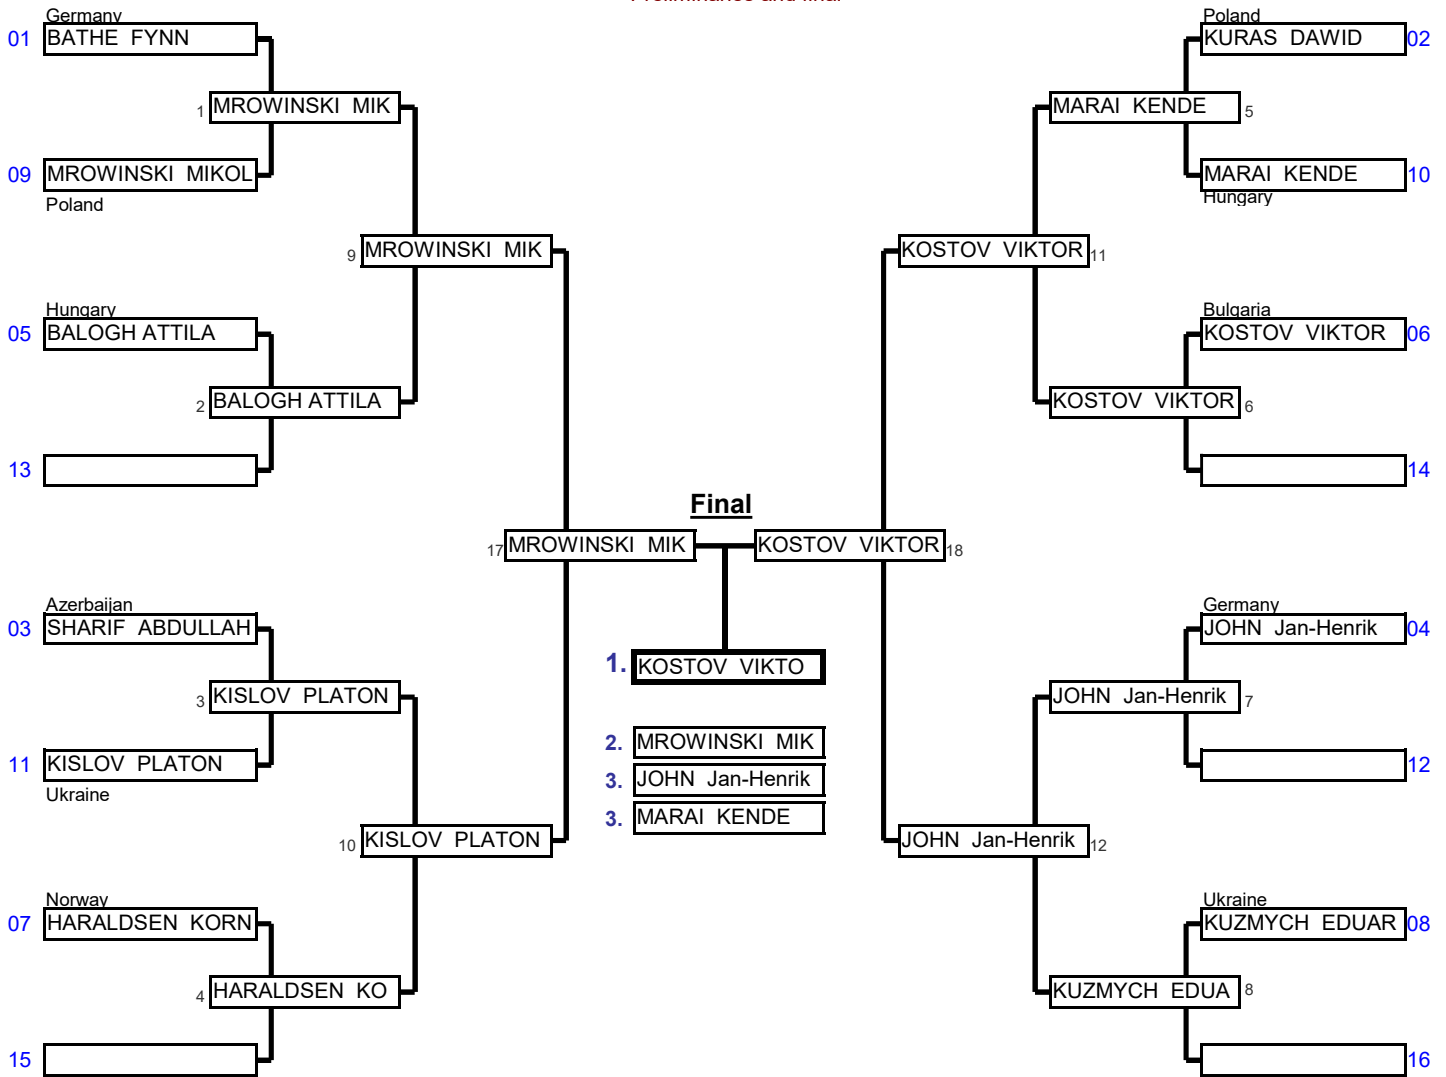 Preliminance and final
Germany
01 BATHE FYNN
1 MROWINSKI MIK
09 MROWINSKI MIKOL
Poland
9 MROWINSKI MIK
Hungary
05 BALOGH ATTILA
2 BALOGH ATTILA
13
17 MROWINSKI MIK
Azerbaijan
03 SHARIF ABDULLAH
3 KISLOV PLATON
11 KISLOV PLATON
Ukraine
10 KISLOV PLATON
Norway
07 HARALDSEN KORN
4 HARALDSEN KO
15
Final
1. KOSTOV VIKTO
2. MROWINSKI MIK
3. JOHN Jan-Henrik
3. MARAI KENDE
Poland
KURAS DAWID 02
MARAI KENDE 5
MARAI KENDE 10
Hungary
KOSTOV VIKTOR 11
Bulgaria
KOSTOV VIKTOR 06
KOSTOV VIKTOR 6
14
KOSTOV VIKTOR 18
Germany
JOHN Jan-Henrik 04
JOHN Jan-Henrik 7
12
JOHN Jan-Henrik 12
Ukraine
KUZMYCH EDUAR 08
KUZMYCH EDUA 8
16